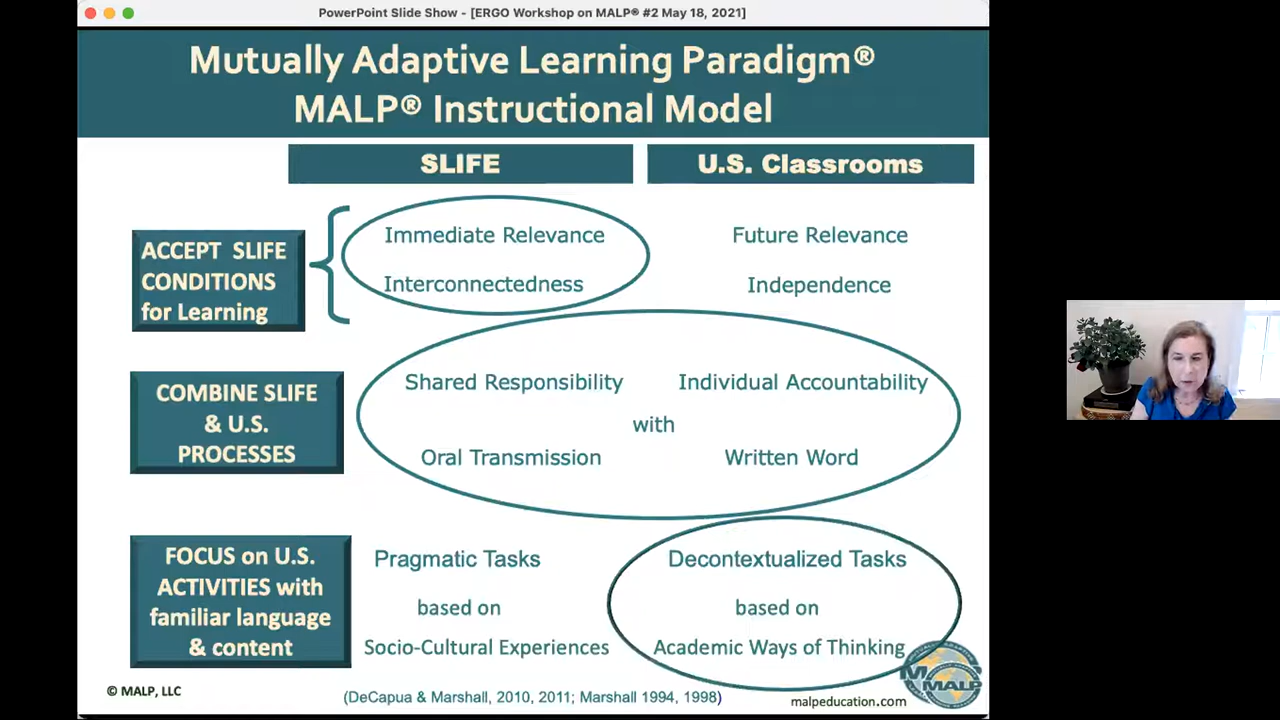 PowerPoint Slide Show - [ERGO Workshop on MALP® #2 May 18, 2021]
Mutually Adaptive Learning Paradigm®
MALP® Instructional Model
SLIFE
U.S. Classrooms
ACCEPT SLIFE
CONDITIONS
for Learning
Immediate Relevance
Future Relevance
Interconnectedness
Independence
COMBINE SLIFE
& U.S.
PROCESSES
Shared Responsibility
Individual Accountability
with
Oral Transmission
Written Word
FOCUS on U.S.
ACTIVITIES with
familiar language
& content
Pragmatic Tasks
Decontextualized Tasks
based on
based on
Socio-Cultural Experiences
Academic Ways of Thinking
© MALP, LLC
(DeCapua & Marshall, 2010, 2011; Marshall 1994, 1998)
malpeducation.com
MALP